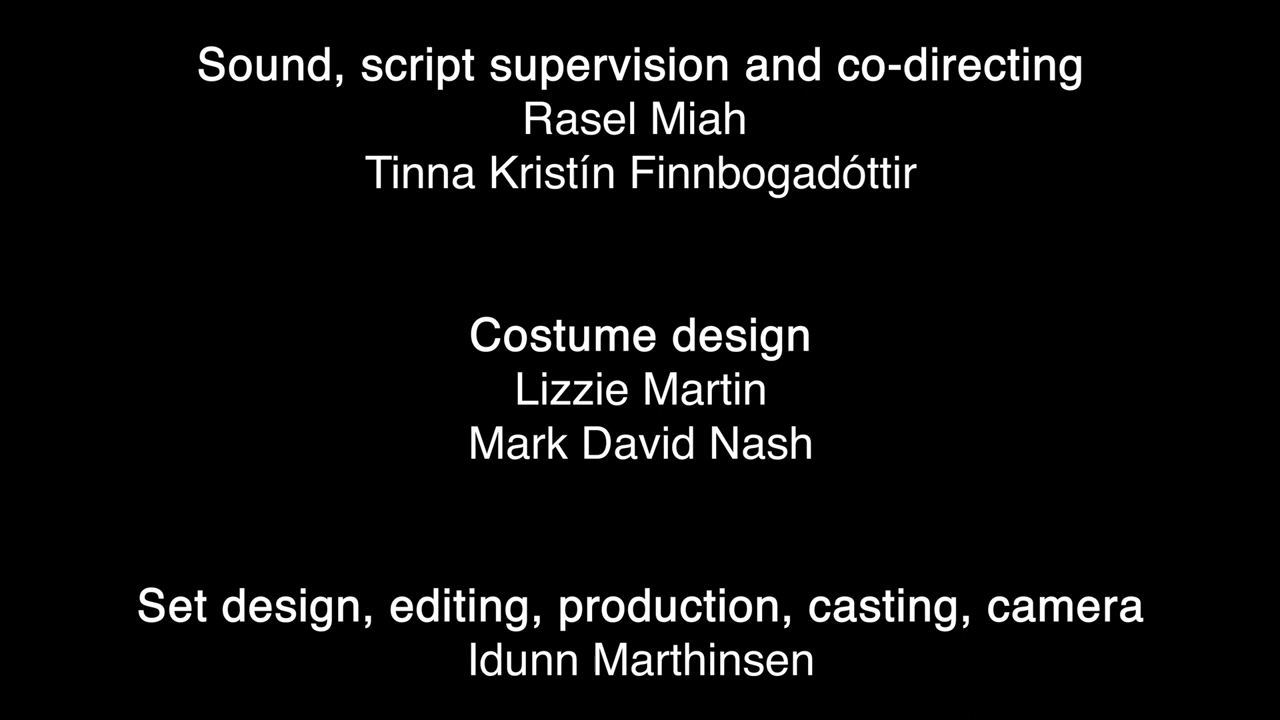 Sound, script supervision and co-directing
Rasel Miah
Tinna Kristín Finnbogadóttir
Costume design
Lizzie Martin
Mark David Nash
Set design, editing, production, casting, camera
Idunn Marthinsen